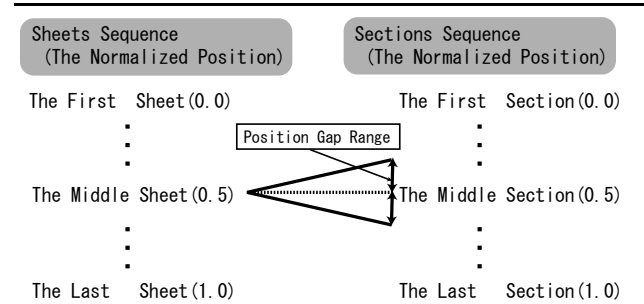 Sheets Sequence
(The Normalized Position)
Sections Sequence
(The Normalized Position)
The First Sheet(0.0)
The First Section(0.0)
Position Gap Range
The Middle Sheet(0.5)
The Middle Section(0.5)
The Last Sheet(1.0)
The Last Section(1.0)